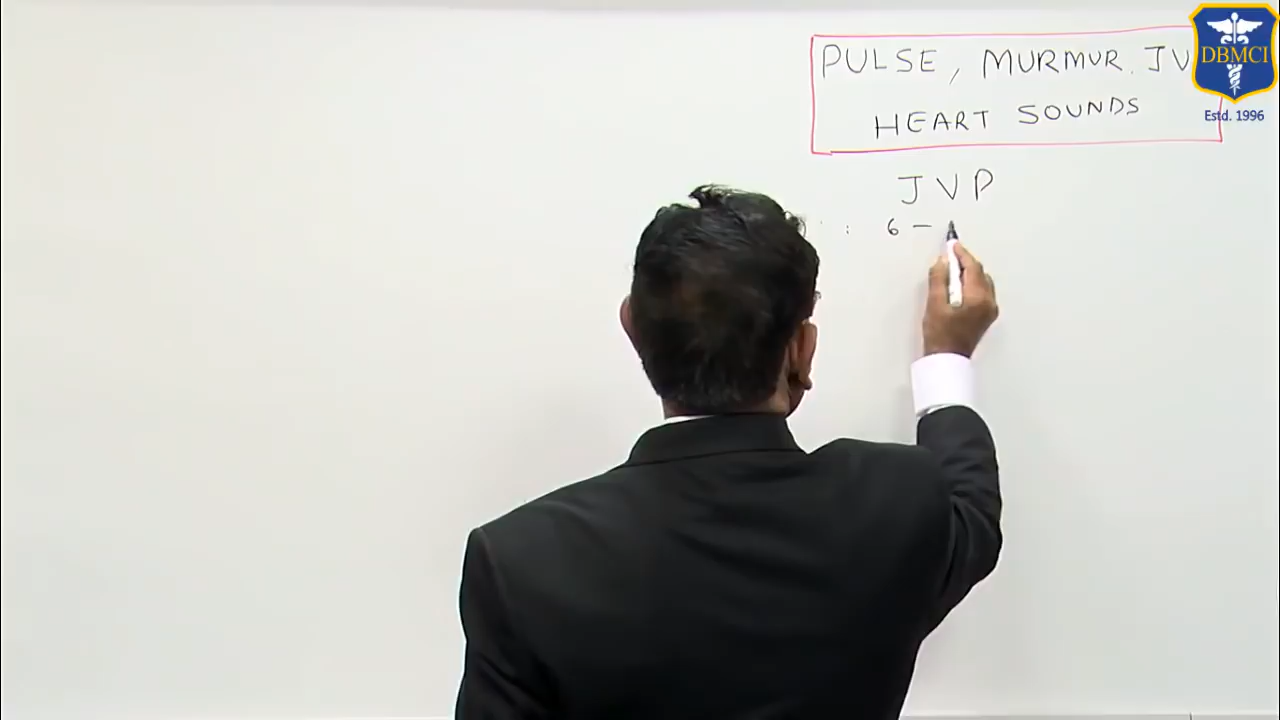 PULSE, MURMUR. JV
HEART SOUNDS
JVP
: 6 –
DBMCI
Estd. 1996